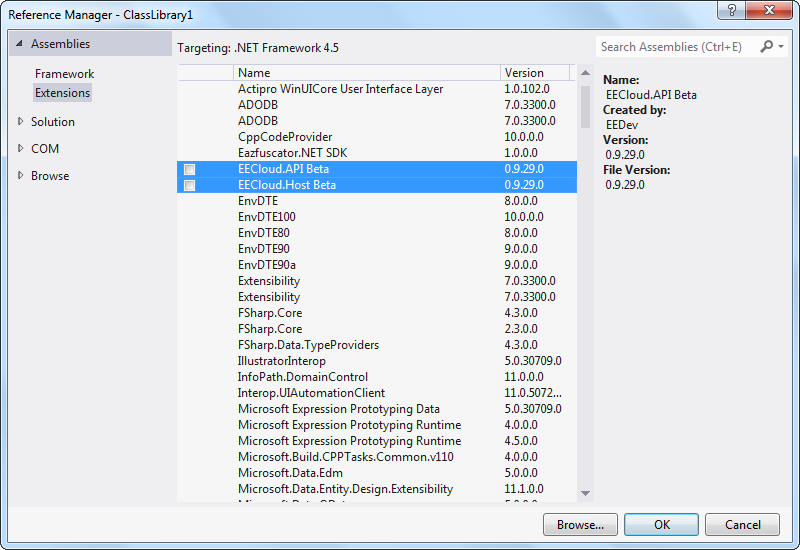 Reference Manager - ClassLibrary1
Assemblies
Framework
Extensions
Solution
COM
Browse
Targeting: .NET Framework 4.5
Search Assemblies (Ctrl+E)
Name Version
Actipro WinUICore User Interface Layer 1.0.102.0
ADODB 7.0.3300.0
ADODB 7.0.3300.0
CppCodeProvider 10.0.0.0
Eazfuscator.NET SDK 1.0.0.0
EECloud.API Beta 0.9.29.0
EECloud.Host Beta 0.9.29.0
EnvDTE 8.0.0.0
EnvDTE100 10.0.0.0
EnvDTE80 8.0.0.0
EnvDTE90 9.0.0.0
EnvDTE90a 9.0.0.0
Extensibility 7.0.3300.0
Extensibility 7.0.3300.0
FSharp.Core 4.3.0.0
FSharp.Core 2.3.0.0
FSharp.Data.TypeProviders 4.3.0.0
IllustratorInterop 5.0.30709.0
InfoPath.DomainControl 11.0.0.0
Interop.UIAutomationClient 11.0.5072...
Microsoft Expression Prototyping Data 5.0.30709.0
Microsoft Expression Prototyping Runtime 4.0.0.0
Microsoft Expression Prototyping Runtime 4.5.0.0
Microsoft.Build.CPPTasks.Common.v110 4.0.0.0
Microsoft.Data.Edm 5.0.0.0
Microsoft.Data.Entity.Design.Extensibility 11.1.0.0
Name:
EECloud.API Beta
Created by:
EEDev
Version:
0.9.29.0
File Version:
0.9.29.0
Browse... OK Cancel